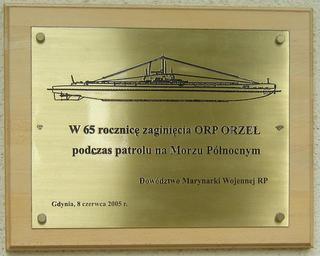 W 65 rocznicę zaginięcia ORP ORZEŁ
podczas patrolu na Morzu Północnym
Dowództwo Marynarki Wojennej RP
Gdynia, 8 czerwca 2005 r.